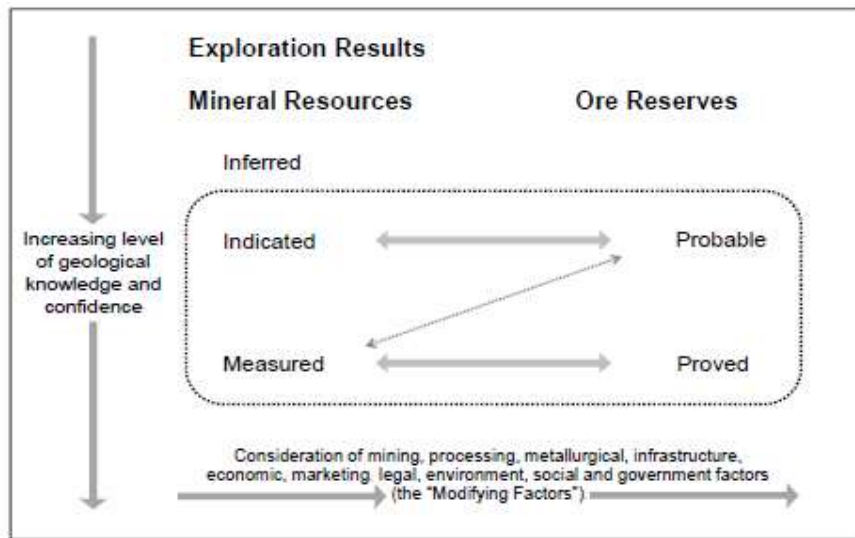 Exploration Results
Mineral Resources
Ore Reserves
Inferred
Increasing level
of geological
knowledge and
confidence
Indicated
Probable
Measured
Proved
Consideration of mining, processing, metallurgical, infrastructure,
economic, marketing. legal, environment, social and government factors
(the "Modifying Factors")